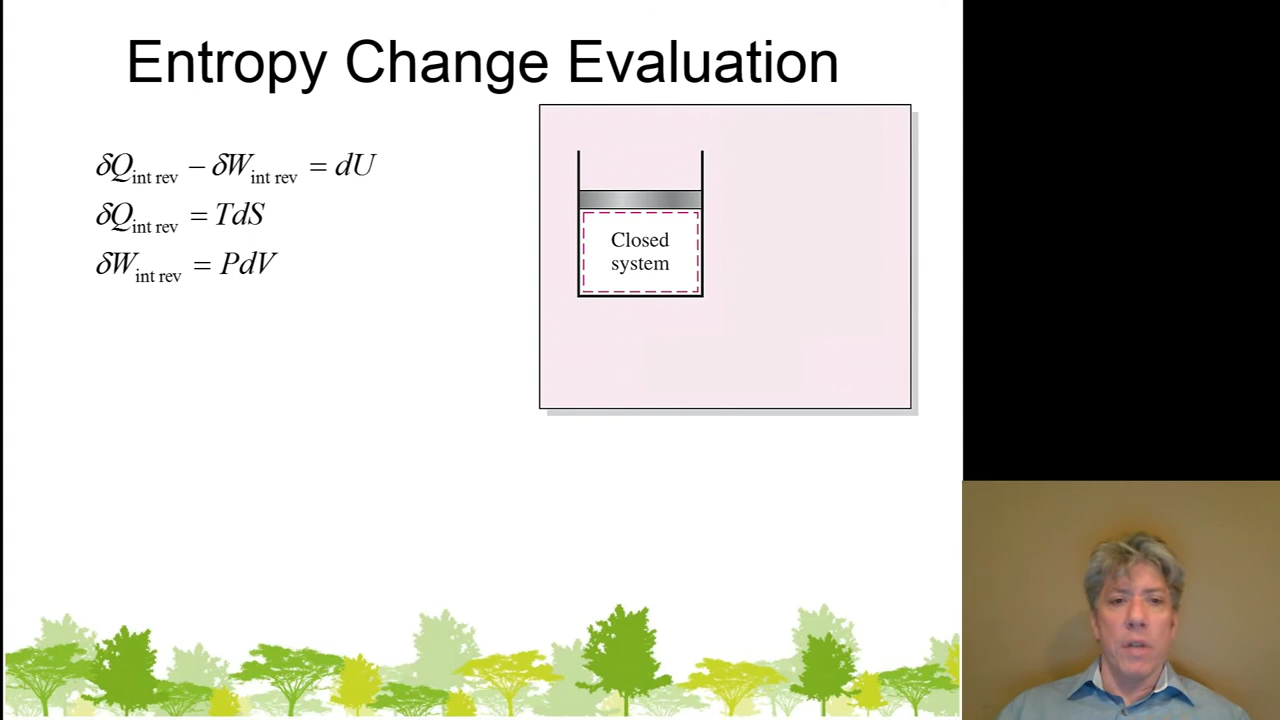 Entropy Change Evaluation
δQint rev − δWint rev = dU
δQint rev = TdS
δWint rev = PdV
Closed
system